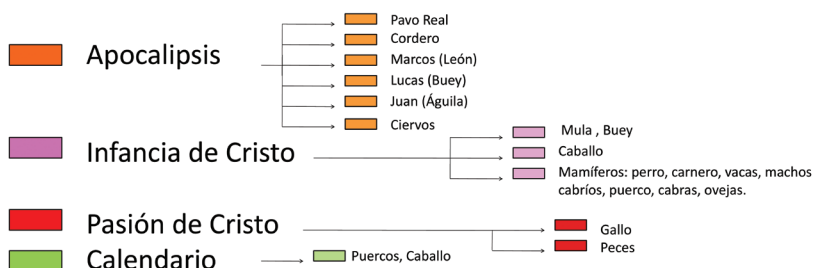 Apocalipsis
Pavo Real
Cordero
Marcos (León)
Lucas (Buey)
Juan (Águila)
Ciervos
Infancia de Cristo
Mula , Buey
Caballo
Mamíferos: perro, carnero, vacas, machos
cabríos, puerco, cabras, ovejas.
Pasión de Cristo
Gallo
Peces
Calendario
Puercos, Caballo